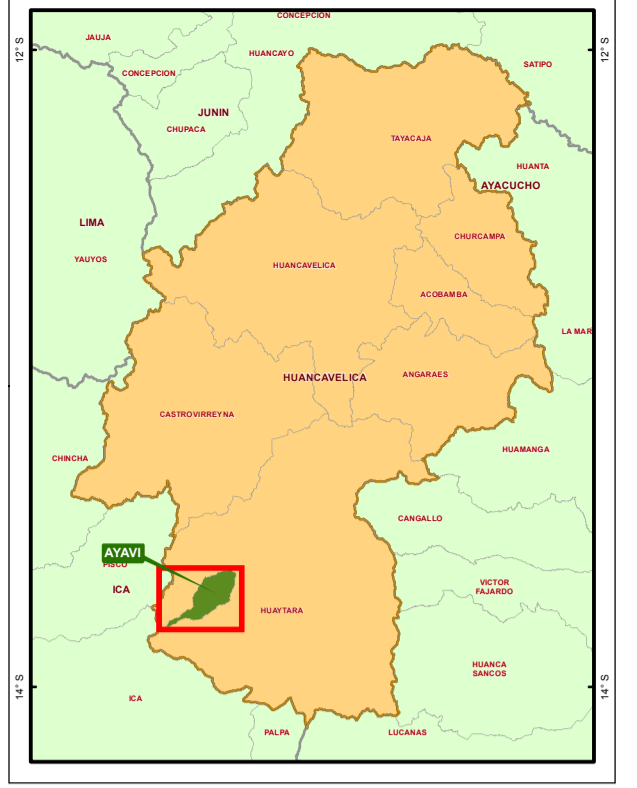 CONCEPCION
JAUJA
12° S
12° S
HUANCAYO
SATIPO
CONCEPCION
JUNIN
CHUPACA
TAYACAJA
HUANTA
AYACUCHO
LIMA
CHURCAMPA
YAUYOS
HUANCAVELICA
ACOBAMBA
LA MAR
HUANCAVELICA
ANGARAES
CASTROVIRREYNA
HUAMANGA
CHINCHA
CANGALLO
AYAVI
PISCO
ICA
VICTOR
FAJARDO
HUAYTARA
HUANCA
SANCOS
14° S
14° S
ICA
PALPA
LUCANAS